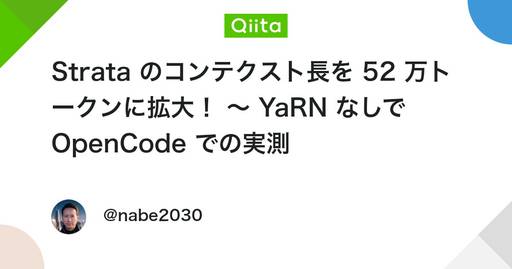 Qiita
Strata のコンテクスト長を 52 万ト
ークンに拡大！ 〜 YaRN なしで
OpenCode での実測
@nabe2030